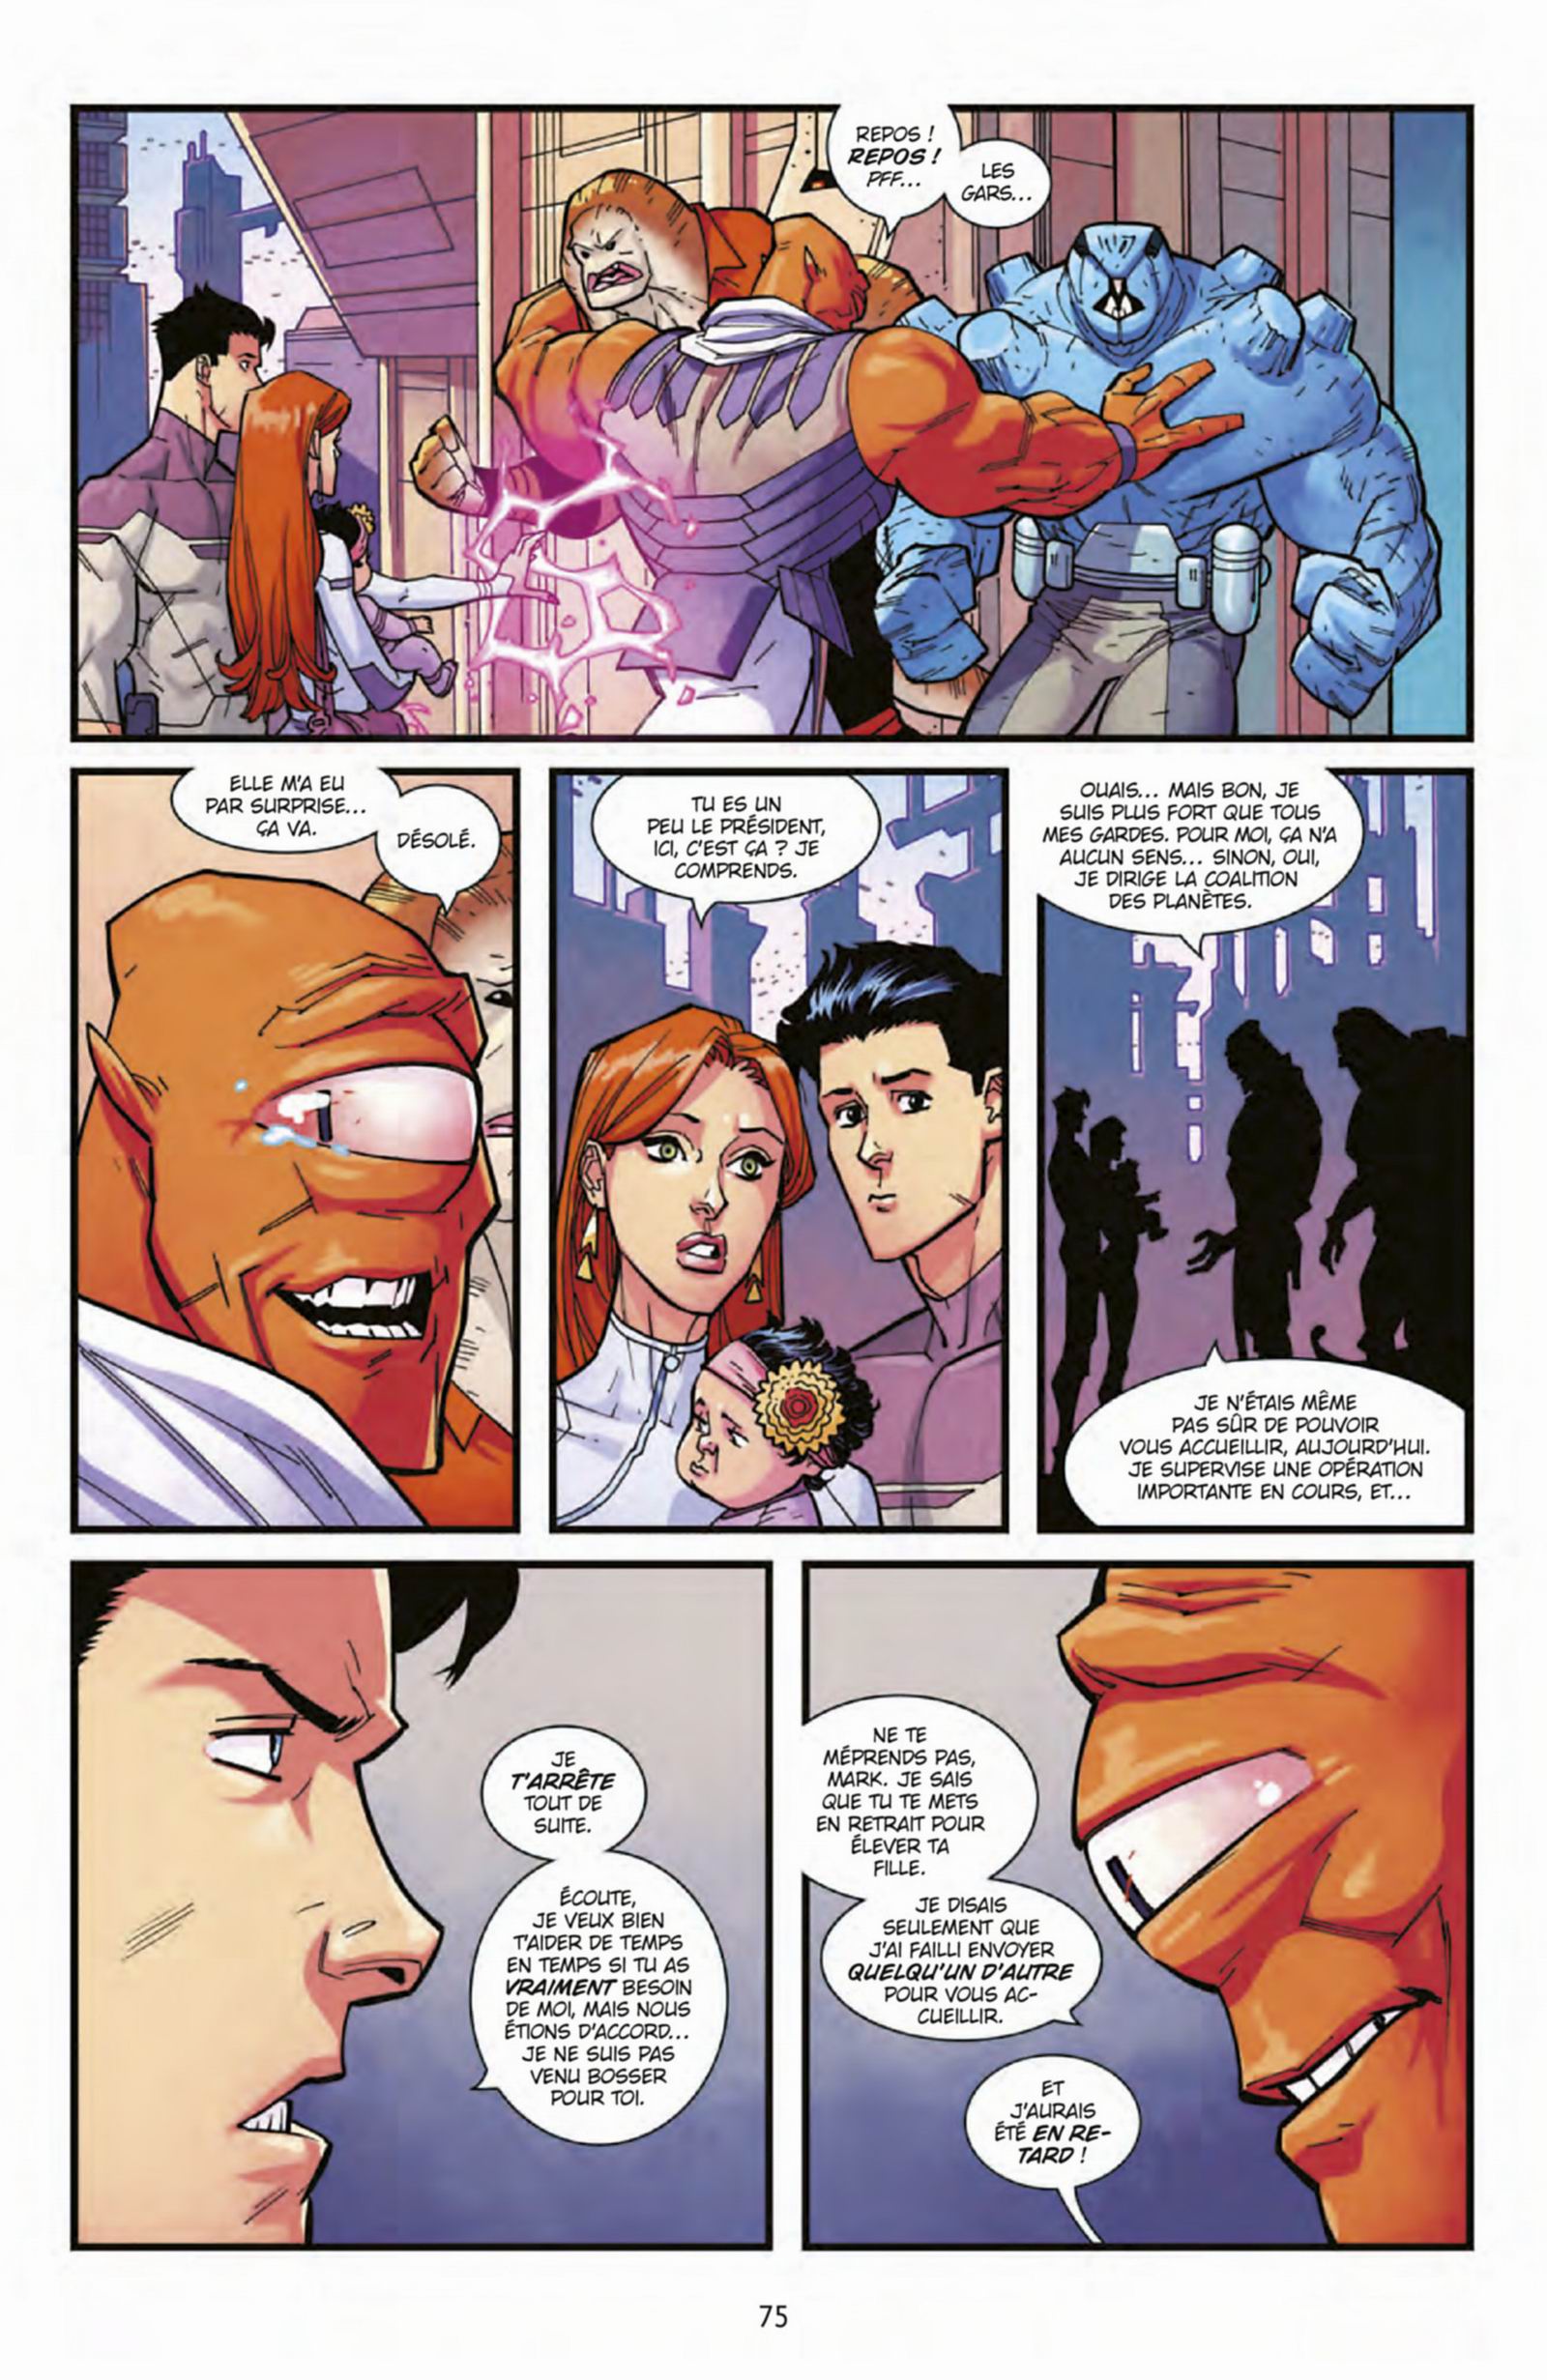 REPOS !
REPOS !
PFF...
LES
GARS...
ELLE M'A EU
PAR SURPRISE...
ÇA VA.
DÉSOLÉ.
TU ES UN
PEU LE PRÉSIDENT,
ICI, C'EST ÇA ? JE
COMPRENDS.
OUAIS... MAIS BON, JE
SUIS PLUS FORT QUE TOUS
MES GARDES. POUR MOI, ÇA N'A
AUCUN SENS... SINON, OUI,
JE DIRIGE LA COALITION
DES PLANÈTES.
JE N'ÉTAIS MÊME
PAS SÛR DE POUVOIR
VOUS ACCUEILLIR, AUJOURD'HUI.
JE SUPERVISE UNE OPÉRATION
IMPORTANTE EN COURS, ET...
JE
T'ARRÊTE
TOUT DE
SUITE.
ÉCOUTE,
JE VEUX BIEN
T'AIDER DE TEMPS
EN TEMPS SI TU AS
VRAIMENT BESOIN
DE MOI, MAIS NOUS
ÉTIONS D'ACCORD...
JE NE SUIS PAS
VENU BOSSER
POUR TOI.
NE TE
MÉPRENDS PAS,
MARK. JE SAIS
QUE TU TE METS
EN RETRAIT POUR
ÉLEVER TA
FILLE.
JE DISAIS
SEULEMENT QUE
J'AI FAILLI ENVOYER
QUELQU'UN D'AUTRE
POUR VOUS AC-
CUEILLIR.
ET
J'AURAIS
ÉTÉ EN RE-
TARD !
75